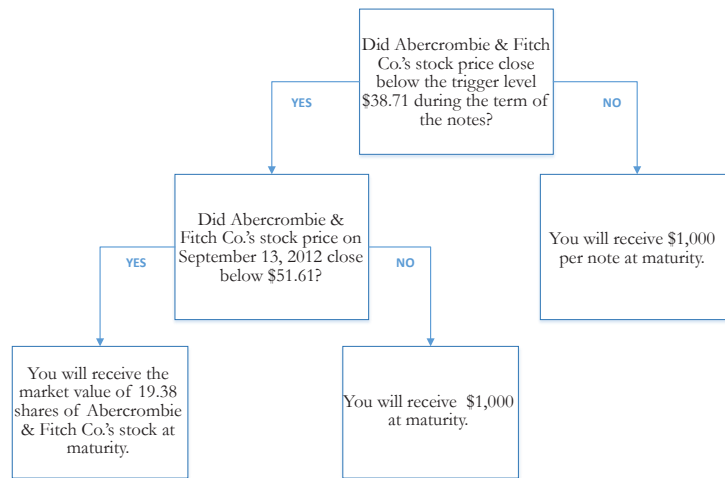 Did Abercrombie & Fitch
Co.'s stock price close
below the trigger level
$38.71 during the term of
the notes?
YES
NO
Did Abercrombie &
Fitch Co.'s stock price on
September 13, 2012 close
below $51.61?
You will receive $1,000
per note at maturity.
YES
NO
You will receive the
market value of 19.38
shares of Abercrombie
& Fitch Co.'s stock at
maturity.
You will receive $1,000
at maturity.